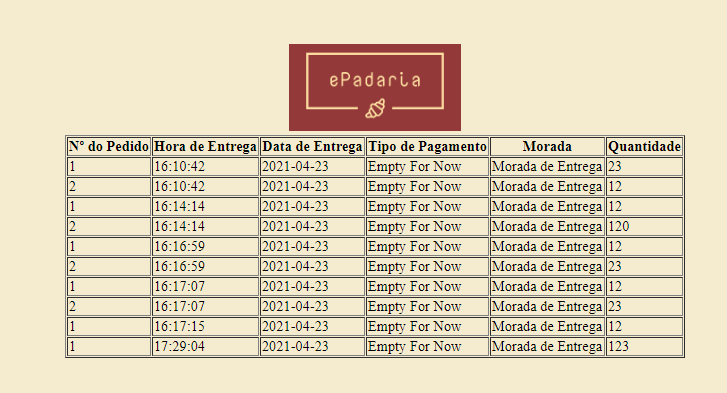 ePadaria
Nº do Pedido Hora de Entrega Data de Entrega Tipo de Pagamento Morada Quantidade
1 16:10:42 2021-04-23 Empty For Now Morada de Entrega 23
2 16:10:42 2021-04-23 Empty For Now Morada de Entrega 12
1 16:14:14 2021-04-23 Empty For Now Morada de Entrega 12
2 16:14:14 2021-04-23 Empty For Now Morada de Entrega 120
1 16:16:59 2021-04-23 Empty For Now Morada de Entrega 12
2 16:16:59 2021-04-23 Empty For Now Morada de Entrega 23
1 16:17:07 2021-04-23 Empty For Now Morada de Entrega 12
2 16:17:07 2021-04-23 Empty For Now Morada de Entrega 23
1 16:17:15 2021-04-23 Empty For Now Morada de Entrega 12
1 17:29:04 2021-04-23 Empty For Now Morada de Entrega 123